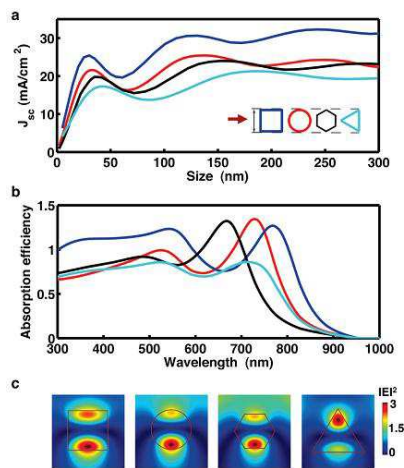 a
J_sc (mA/cm²)
30
20
10
0
0 50 100 150 200 250 300
Size (nm)
b
Absorption efficiency
1.5
1
0.5
0
300 400 500 600 700 800 900 1000
Wavelength (nm)
c
|E|²
3
1.5
0